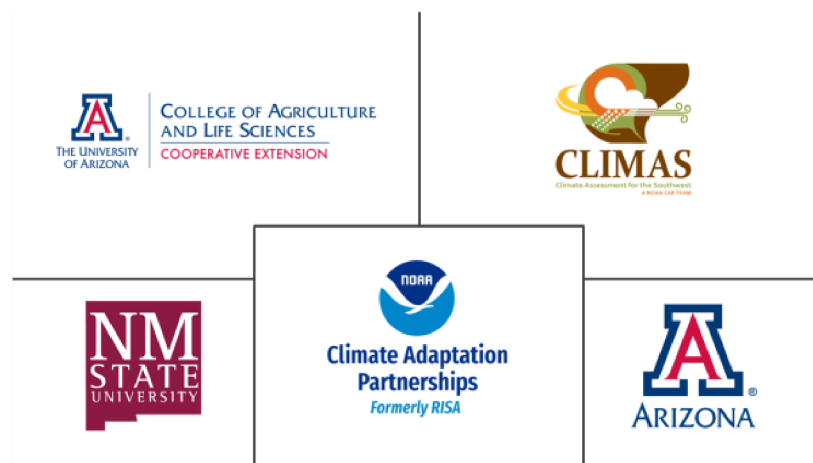 A
®
THE UNIVERSITY
OF ARIZONA
COLLEGE OF AGRICULTURE
AND LIFE SCIENCES
COOPERATIVE EXTENSION
CLIMAS
Climate Assessment for the Southwest
A NOAA CAP TEAM
NM
STATE
UNIVERSITY
NOAA
Climate Adaptation
Partnerships
Formerly RISA
A
®
ARIZONA